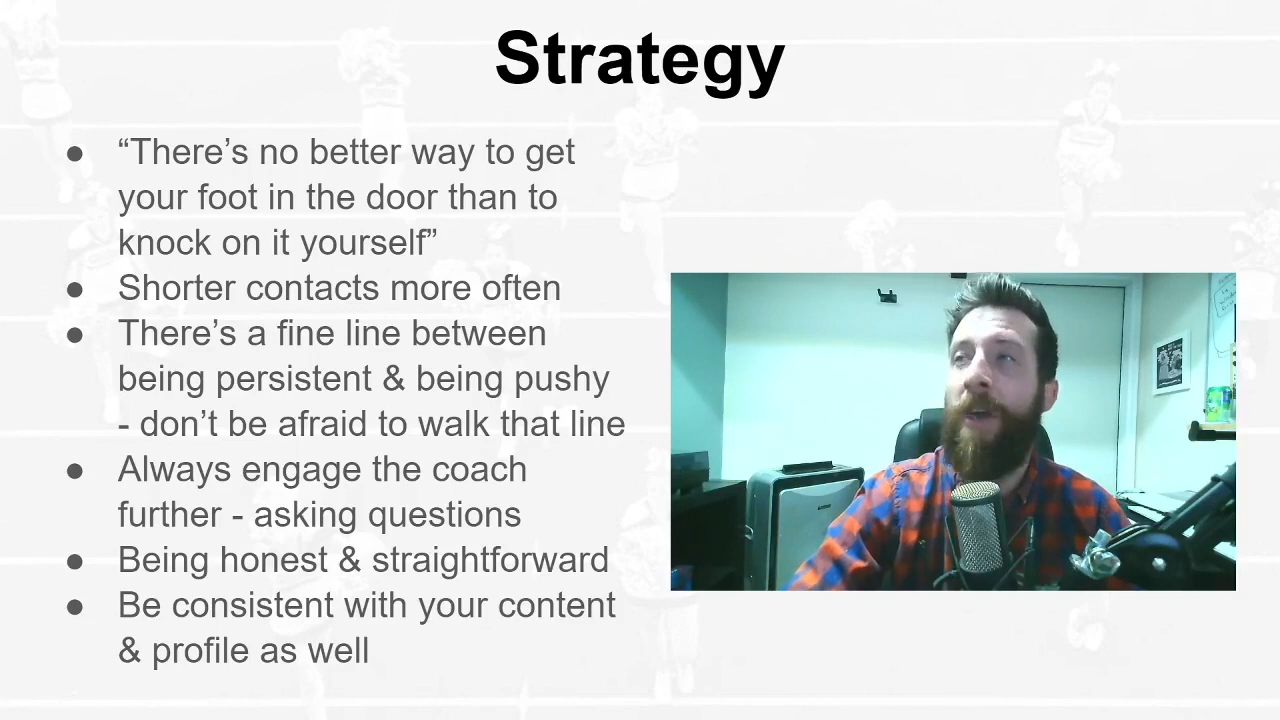 Strategy
● “There’s no better way to get
your foot in the door than to
knock on it yourself”
● Shorter contacts more often
● There’s a fine line between
being persistent & being pushy
- don’t be afraid to walk that line
● Always engage the coach
further - asking questions
● Being honest & straightforward
● Be consistent with your content
& profile as well